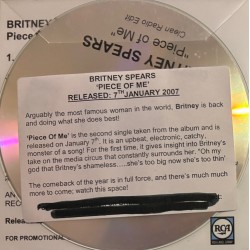 BRITNEY
Piece
1.
"Piece Of Me"
Clean Radio Edit
BRITNEY SPEARS
'PIECE OF ME'
RELEASED: 7TH JANUARY 2007
Arguably the most famous woman in the world, Britney is back
and doing what she does best!
'Piece Of Me' is the second single taken from the album and is
released on January 7th. It is an upbeat, electronic, catchy,
monster of a song! For the first time, it gives insight into Britney's
take on the media circus that constantly surrounds her. "Oh my
god that Britney's shameless.....she's too big now she's too thin'
The comeback of the year is in full force, and there's much much
more to come; watch this space!
Relea
FOR PROMOTIONAL
RCA